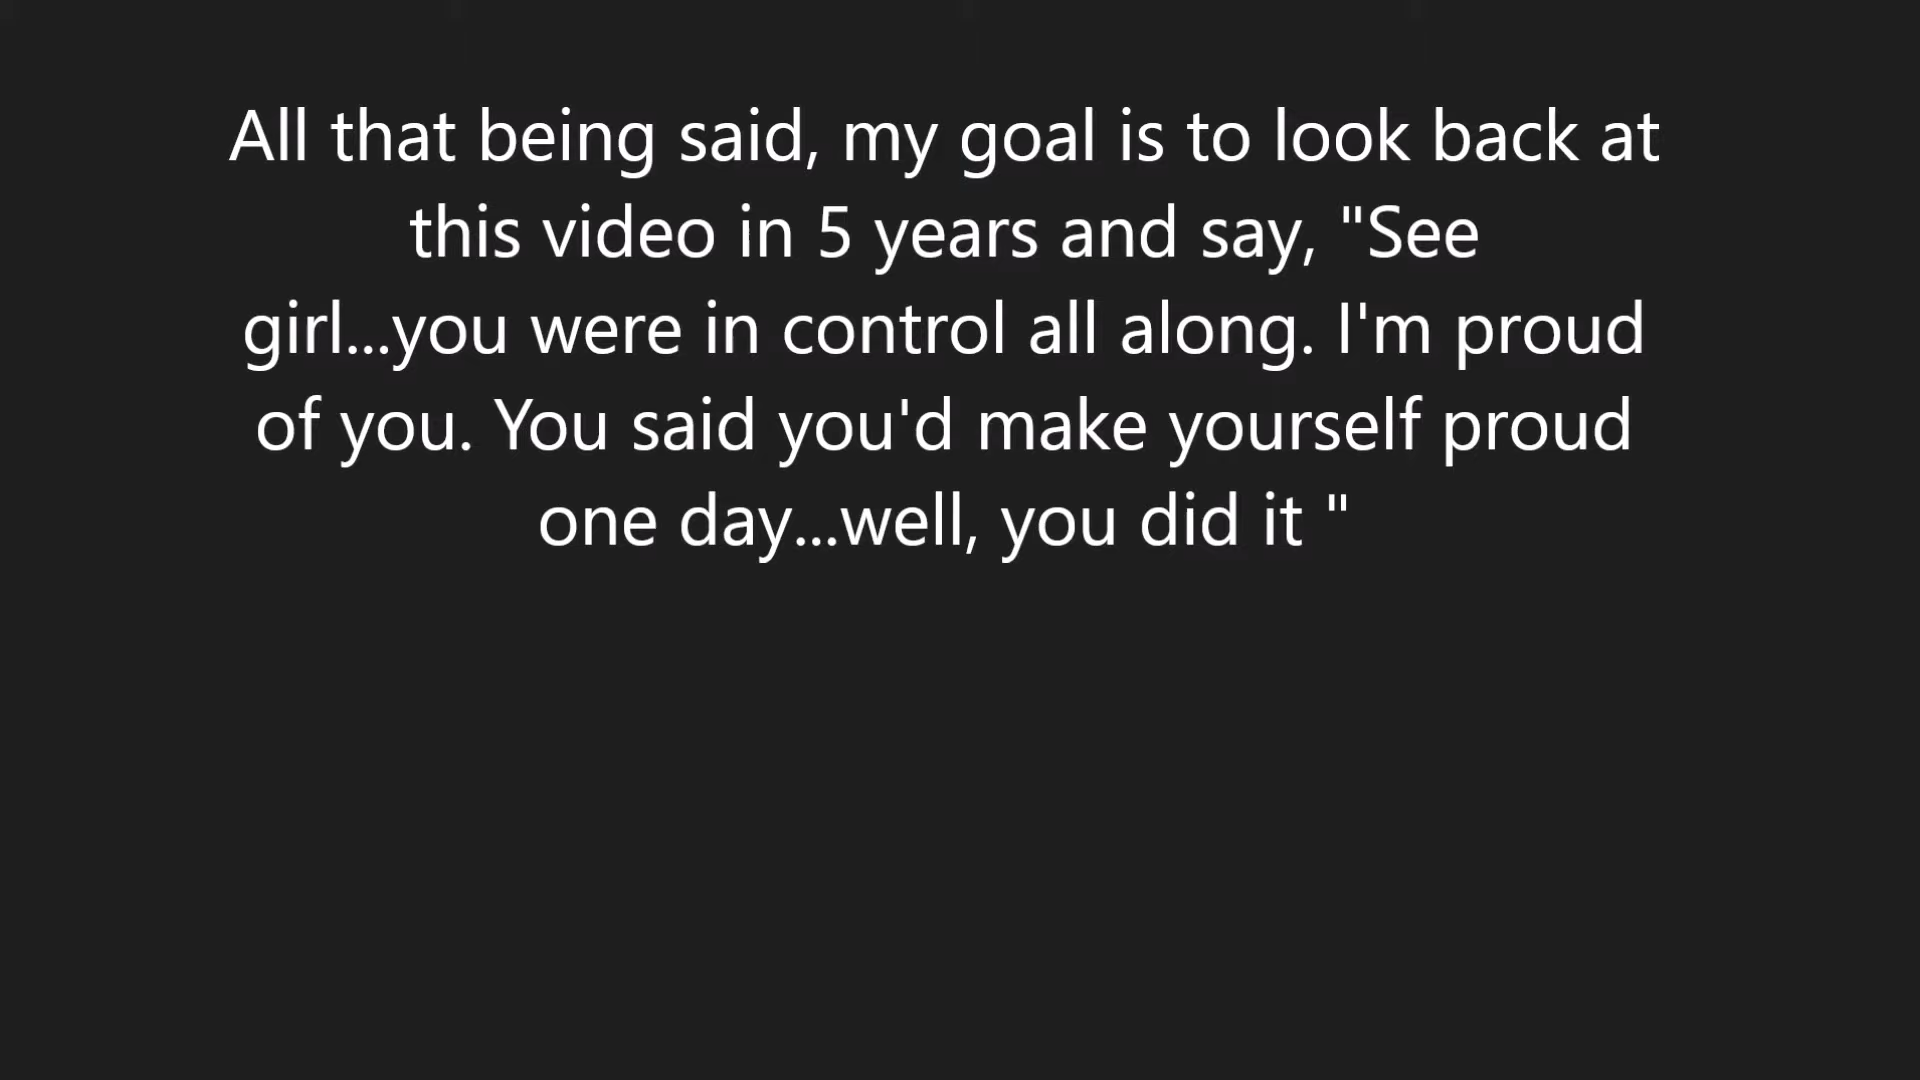 All that being said, my goal is to look back at
this video in 5 years and say, "See
girl...you were in control all along. I'm proud
of you. You said you'd make yourself proud
one day...well, you did it "